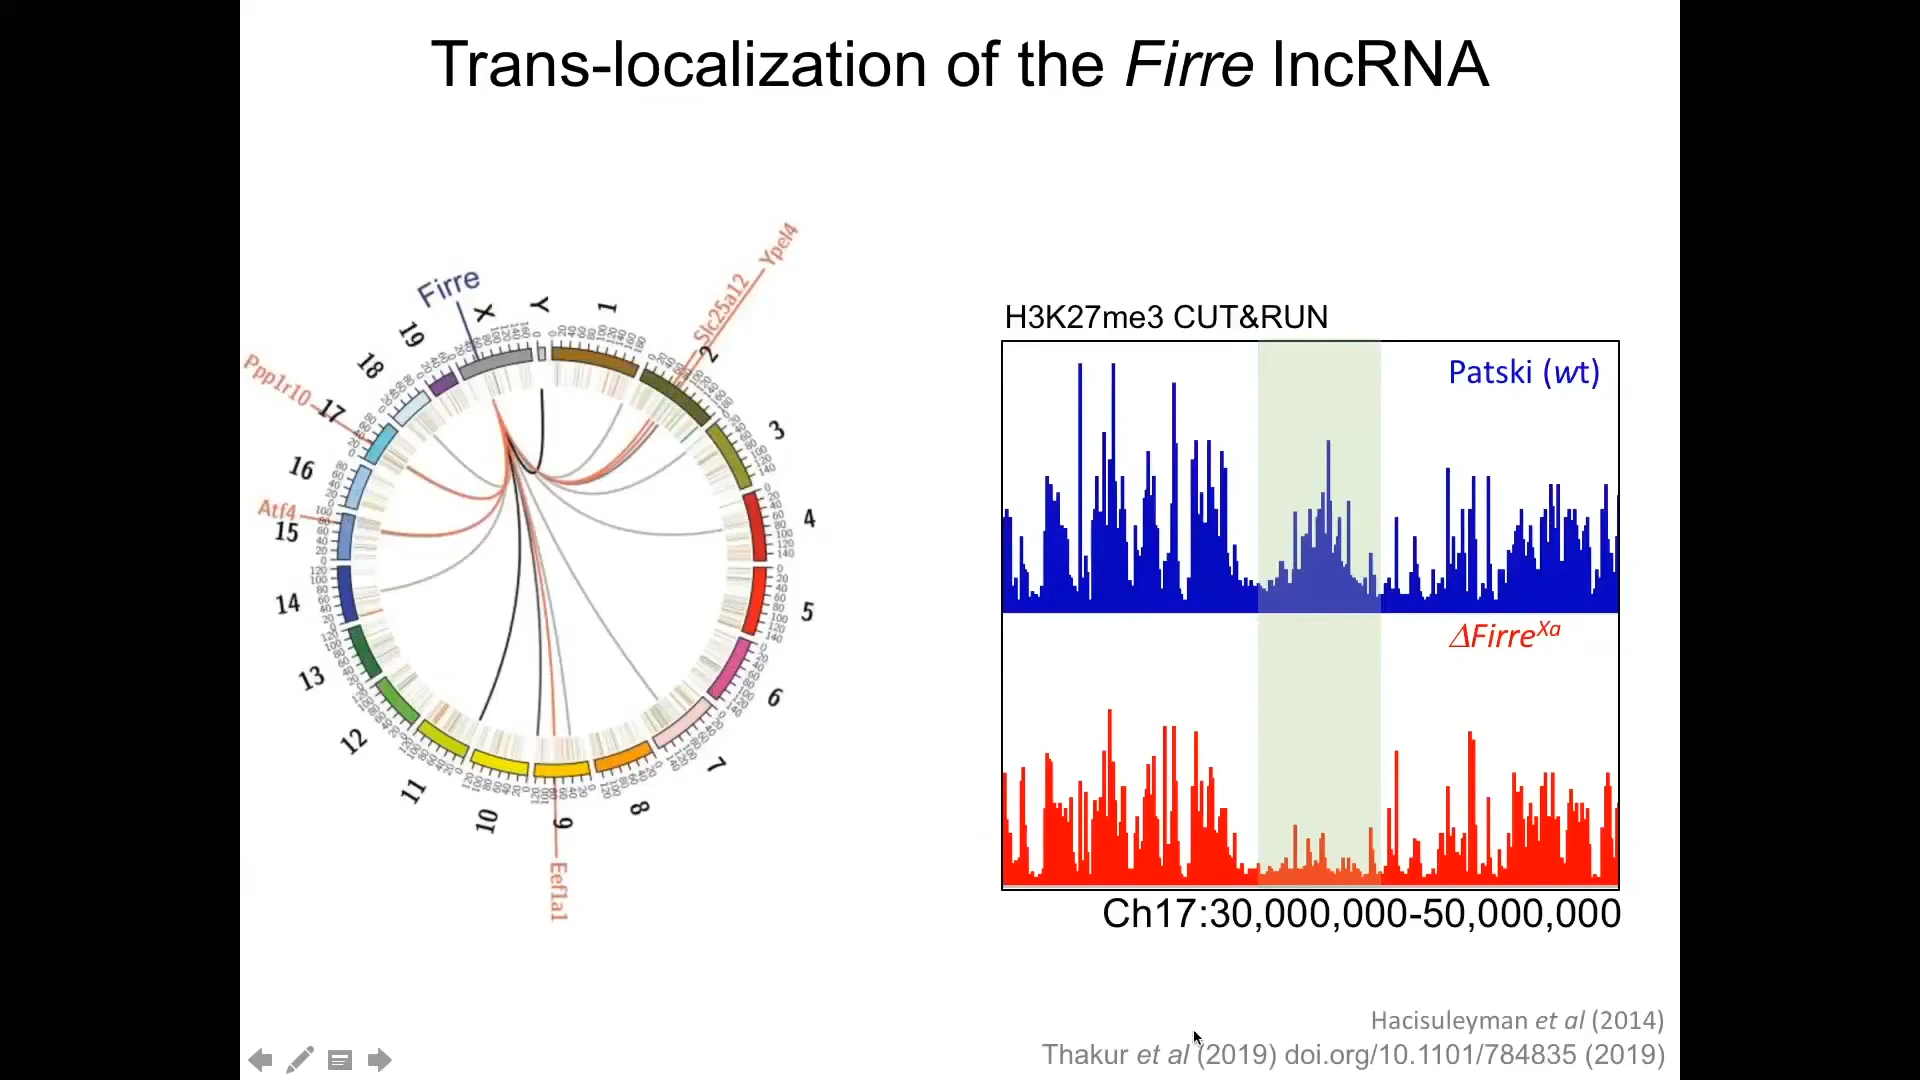 Trans-localization of the Firre lncRNA
Firre
X
Y
1
2
3
4
5
6
7
8
9
10
11
12
13
14
15
16
17
18
19
Ypel4
Slc25a12
Ppp1r10
Atf4
Eef1a1
H3K27me3 CUT&RUN
Patski (wt)
ΔFirreXa
Ch17:30,000,000-50,000,000
Hacisuleyman et al (2014)
Thakur et al (2019) doi.org/10.1101/784835 (2019)